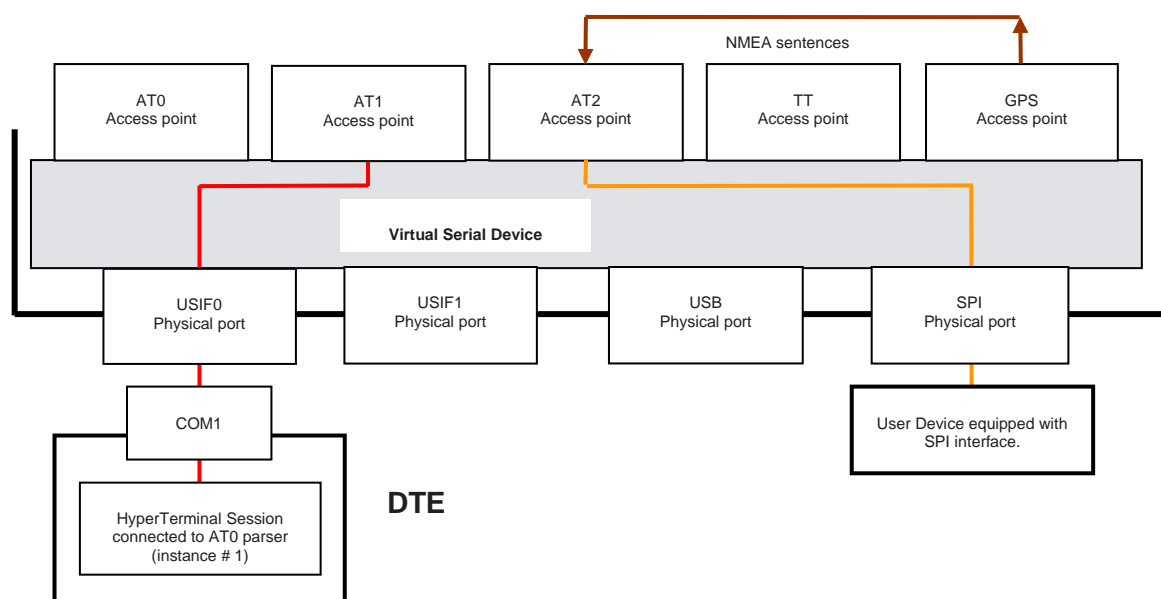 NMEA sentences
AT0
Access point
AT1
Access point
AT2
Access point
TT
Access point
GPS
Access point
Virtual Serial Device
USIF0
Physical port
USIF1
Physical port
USB
Physical port
SPI
Physical port
COM1
User Device equipped with
SPI interface.
DTE
HyperTerminal Session
connected to AT0 parser
(instance # 1)